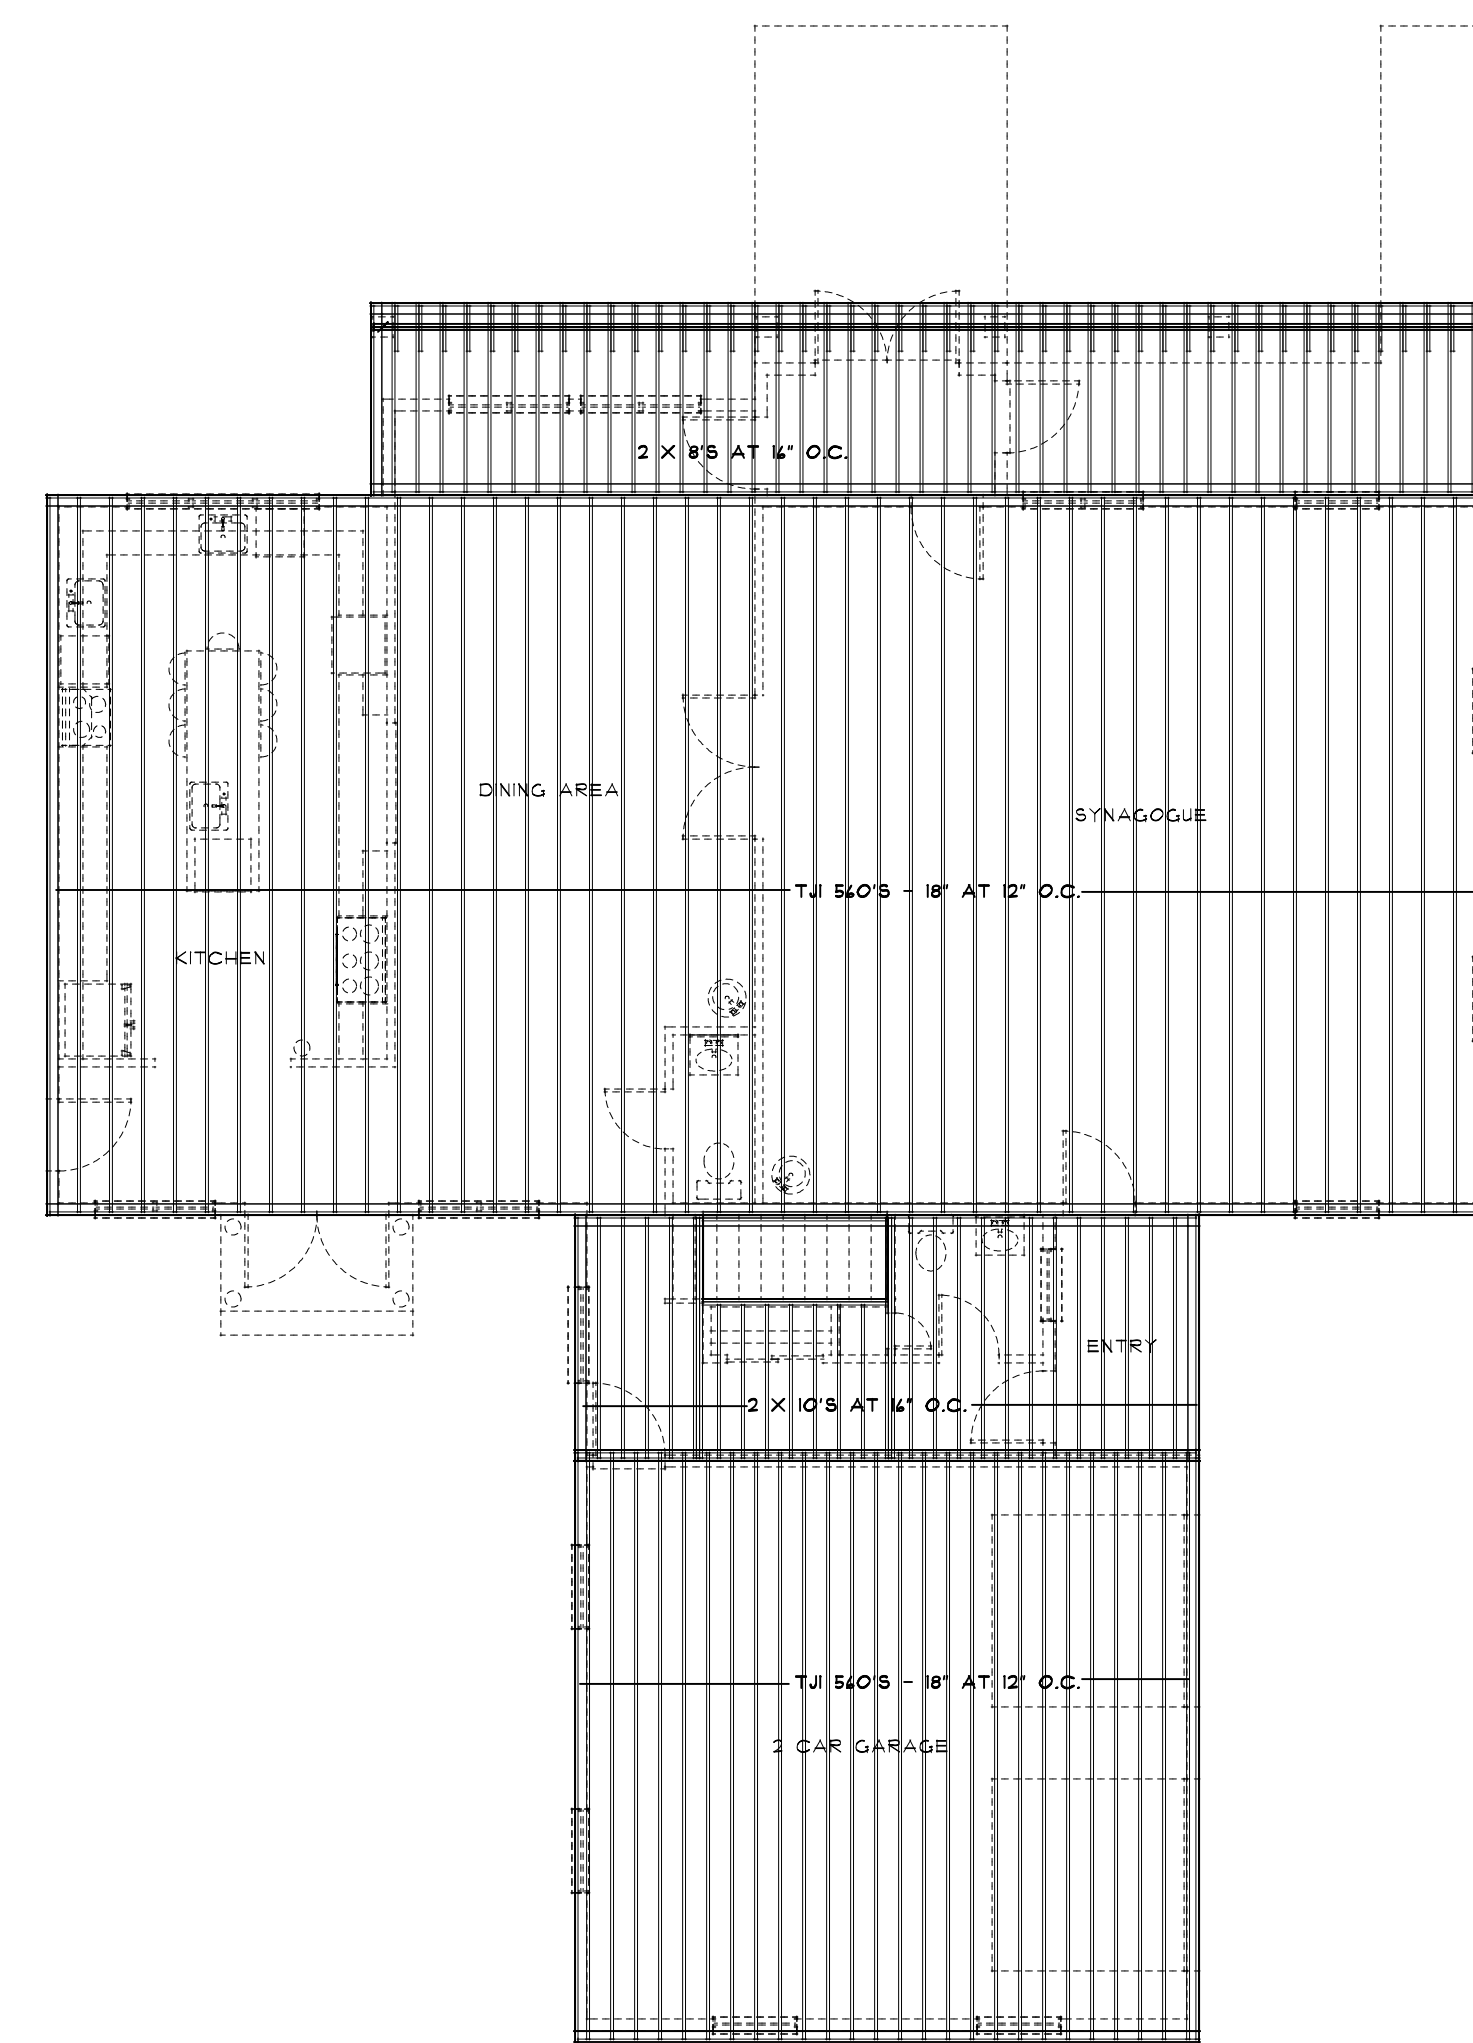 2 X 8'S AT 16" O.C.
DINING AREA
SYNAGOGUE
TJI 560'S - 18" AT 12" O.C.
KITCHEN
ENTRY
2 X 10'S AT 16" O.C.
TJI 560'S - 18" AT 12" O.C.
2 CAR GARAGE